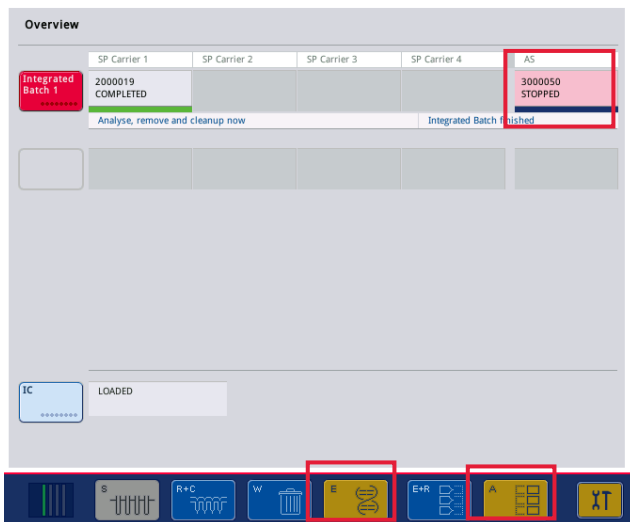 Overview
SP Carrier 1 SP Carrier 2 SP Carrier 3 SP Carrier 4 AS
Integrated Batch 1
2000019
COMPLETED
3000050
STOPPED
Analyse, remove and cleanup now
Integrated Batch finished
IC
LOADED
S
R+C
W
E
E+R
A